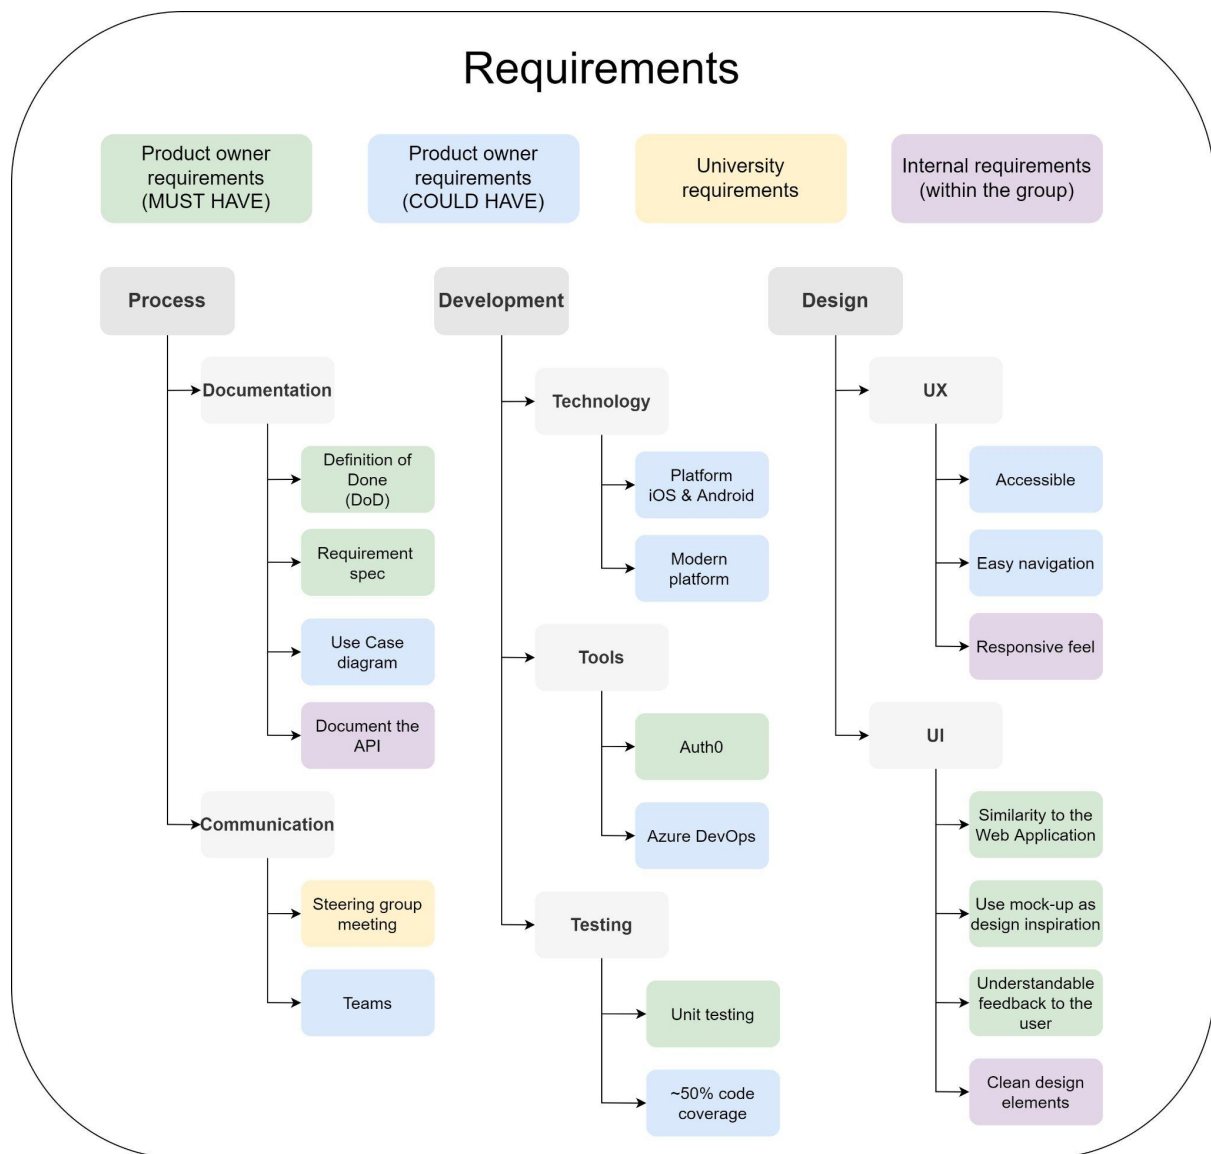 Requirements
Product owner
requirements
(MUST HAVE)
Product owner
requirements
(COULD HAVE)
University
requirements
Internal requirements
(within the group)
Process
Documentation
Definition of
Done
(DoD)
Requirement
spec
Use Case
diagram
Document the
API
Communication
Steering group
meeting
Teams
Development
Technology
Platform
iOS & Android
Modern
platform
Tools
Auth0
Azure DevOps
Testing
Unit testing
~50% code
coverage
Design
UX
Accessible
Easy navigation
Responsive feel
UI
Similarity to the
Web Application
Use mock-up as
design inspiration
Understandable
feedback to the
user
Clean design
elements